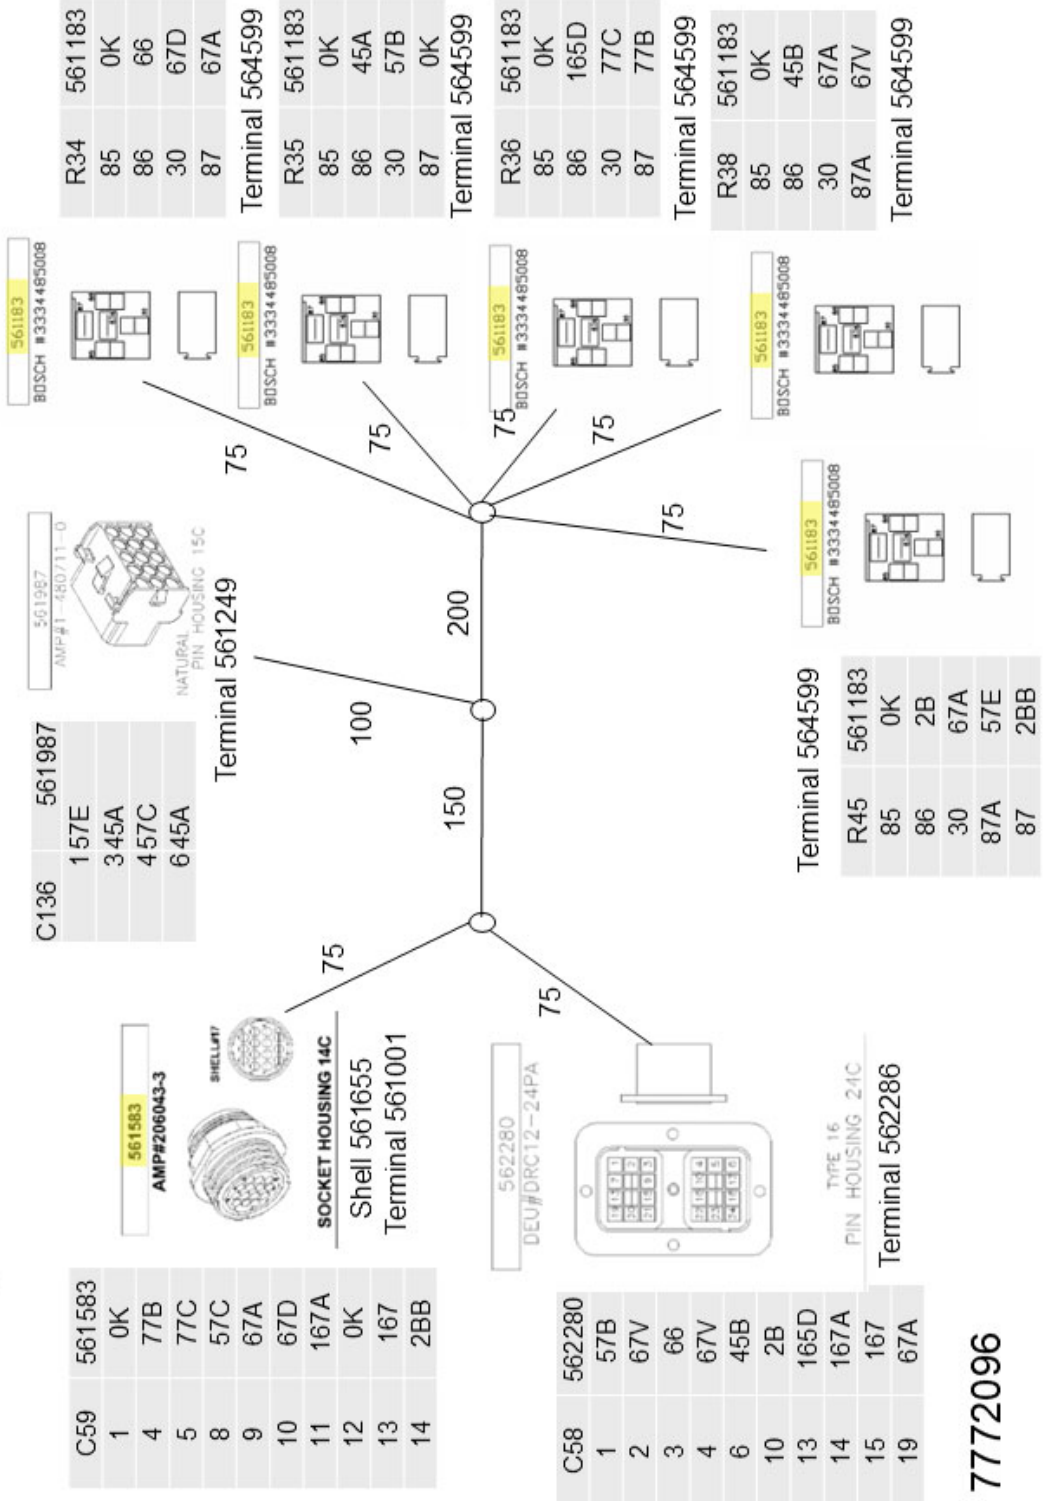 C59 561583
1 0K
4 77B
5 77C
8 57C
9 67A
10 67D
11 167A
12 0K
13 167
14 2BB
561583
AMP#206043-3
SHELL#17
SOCKET HOUSING 14C
Shell 561655
Terminal 561001
C136 561987
157E
345A
457C
645A
561987
AMP#1-480711-0
NATURAL
PIN HOUSING 15C
Terminal 561249
561183
BOSCH #3334485008
R34 561183
85 0K
86 66
30 67D
87 67A
Terminal 564599
561183
BOSCH #3334485008
R35 561183
85 0K
86 45A
30 57B
87 0K
Terminal 564599
561183
BOSCH #3334485008
R36 561183
85 0K
86 165D
30 77C
87 77B
Terminal 564599
561183
BOSCH #3334485008
R38 561183
85 0K
86 45B
30 67A
87A 67V
Terminal 564599
75
75
150
100
200
75
75
75
75
75
562280
DEU#DRC12-24PA
TYPE 16
PIN HOUSING 24C
Terminal 562286
C58 562280
1 57B
2 67V
3 66
4 67V
6 45B
10 2B
13 165D
14 167A
15 167
19 67A
561183
BOSCH #3334485008
Terminal 564599
R45 561183
85 0K
86 2B
30 67A
87A 57E
87 2BB
7772096